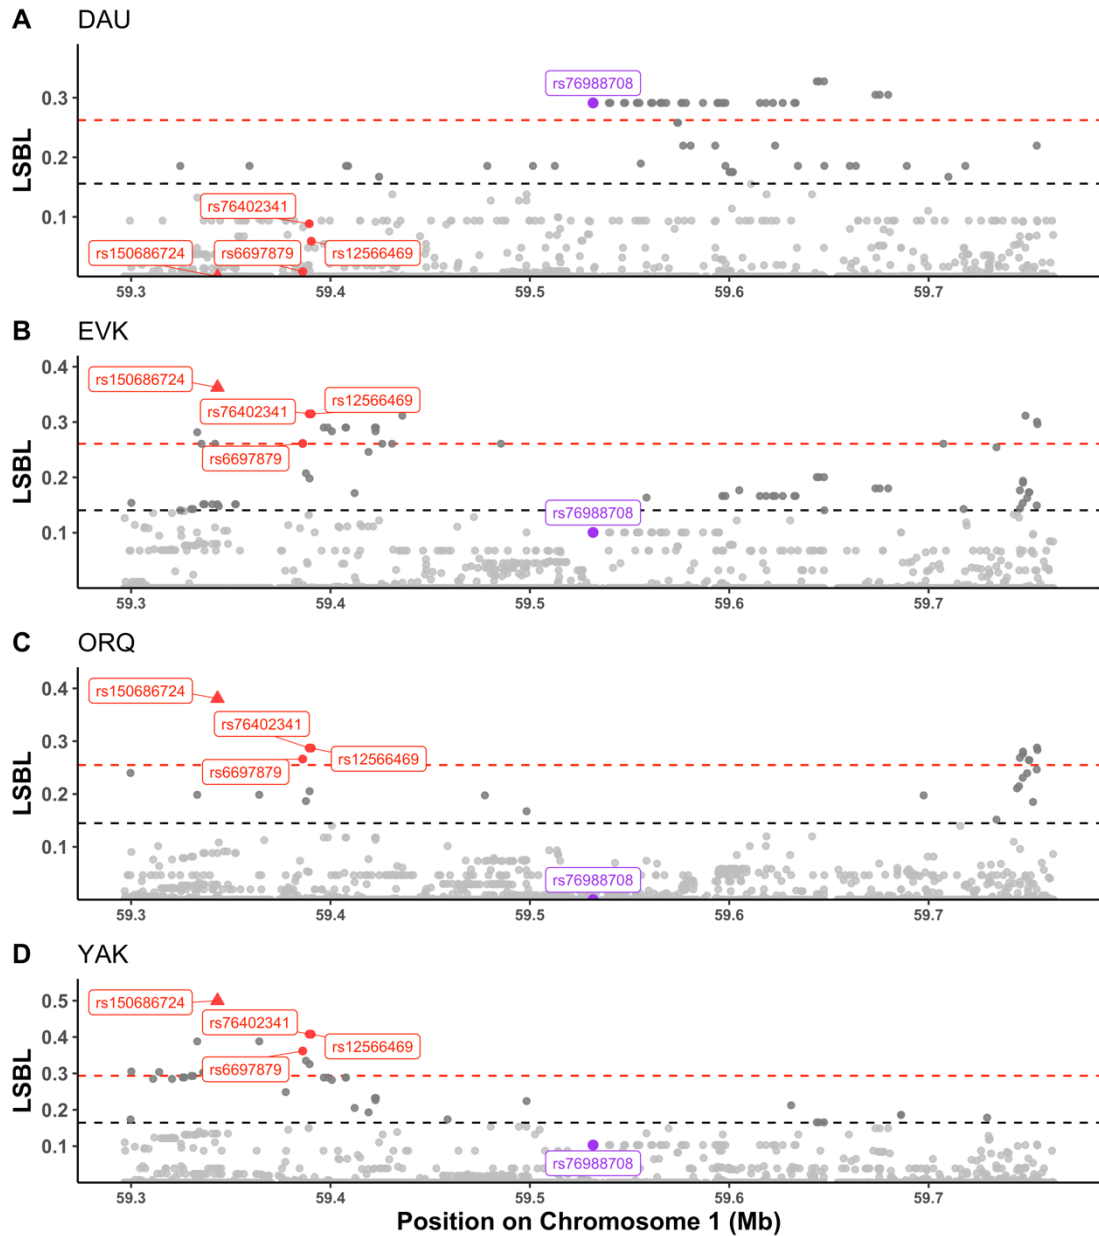 A DAU
LSBL
0.3
0.2
0.1
rs76988708
rs76402341
rs150686724
rs6697879
rs12566469
59.3 59.4 59.5 59.6 59.7
B EVK
LSBL
0.4
0.3
0.2
0.1
rs150686724
rs76402341
rs12566469
rs6697879
rs76988708
59.3 59.4 59.5 59.6 59.7
C ORQ
LSBL
0.4
0.3
0.2
0.1
rs150686724
rs76402341
rs12566469
rs6697879
rs76988708
59.3 59.4 59.5 59.6 59.7
D YAK
LSBL
0.5
0.4
0.3
0.2
0.1
rs150686724
rs76402341
rs12566469
rs6697879
rs76988708
59.3 59.4 59.5 59.6 59.7
Position on Chromosome 1 (Mb)